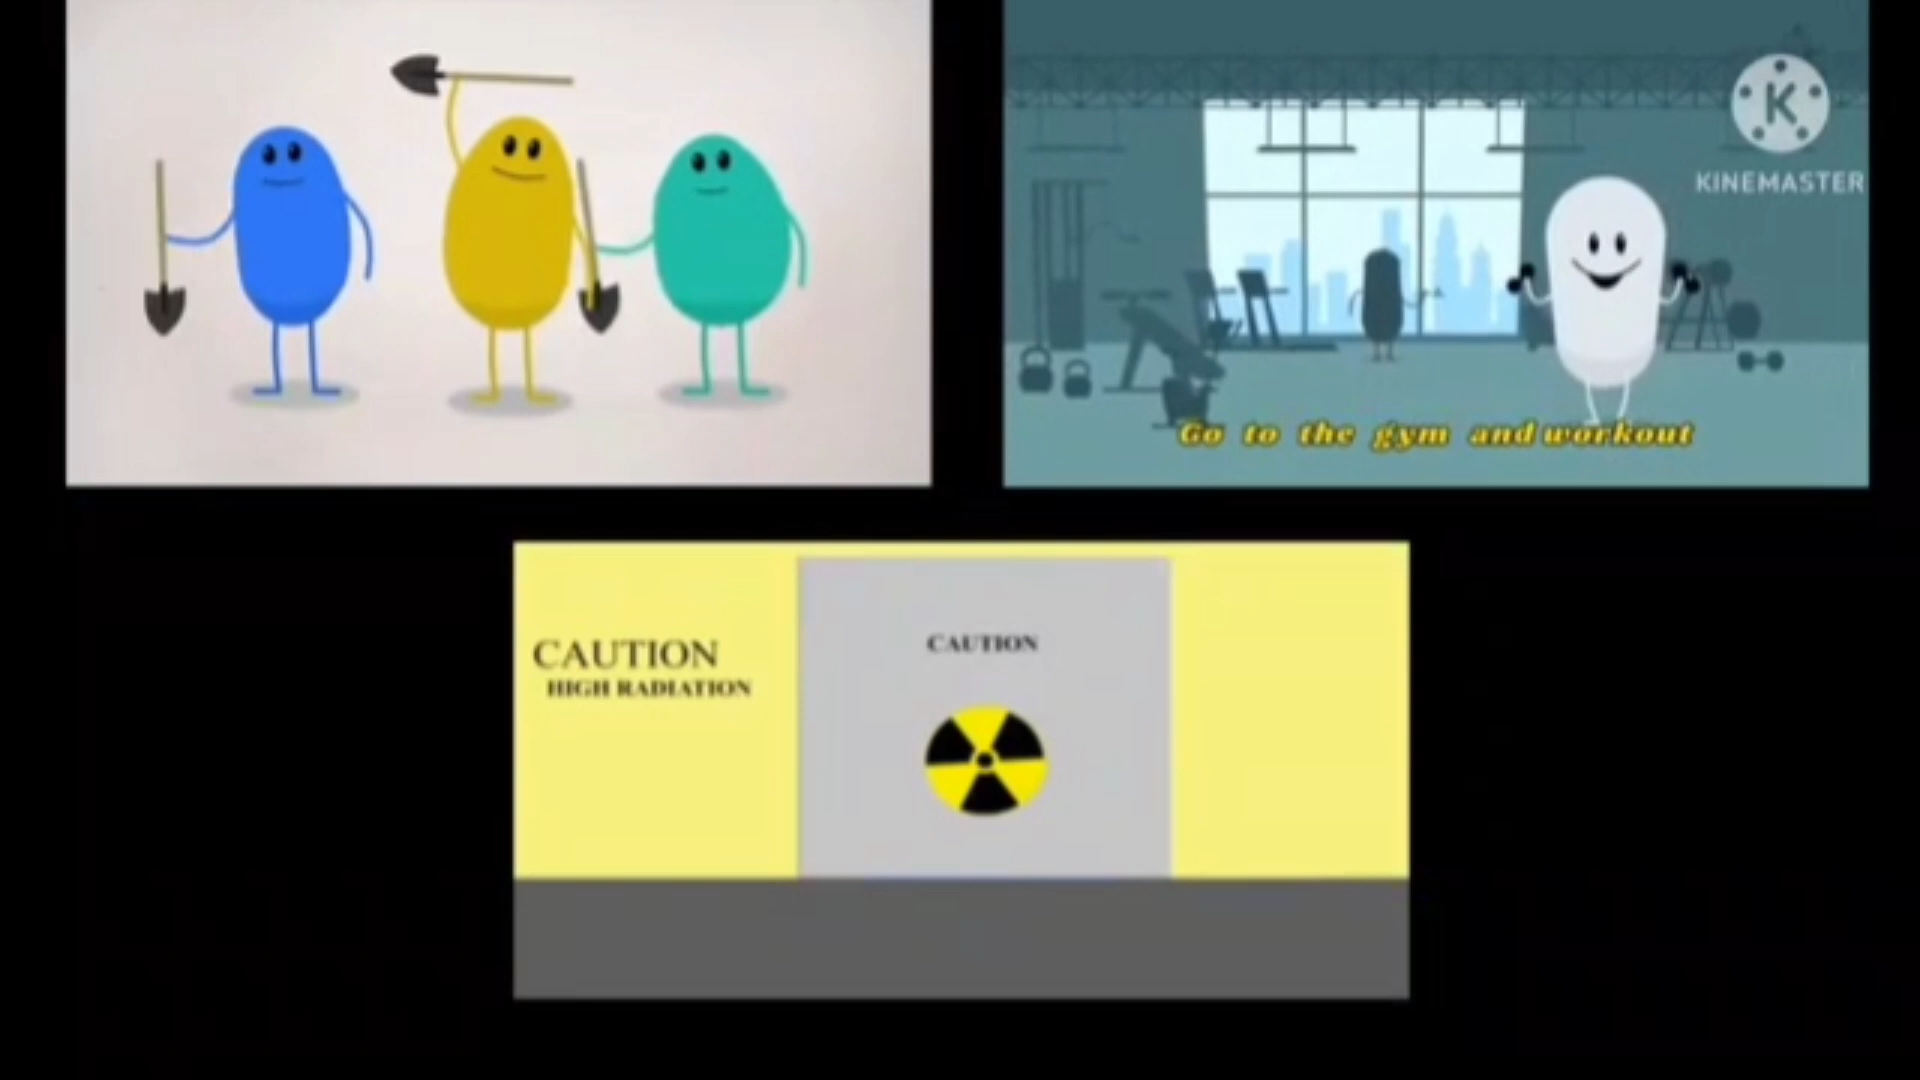 K
KINEMASTER
Go to the gym and workout
CAUTION
HIGH RADIATION
CAUTION